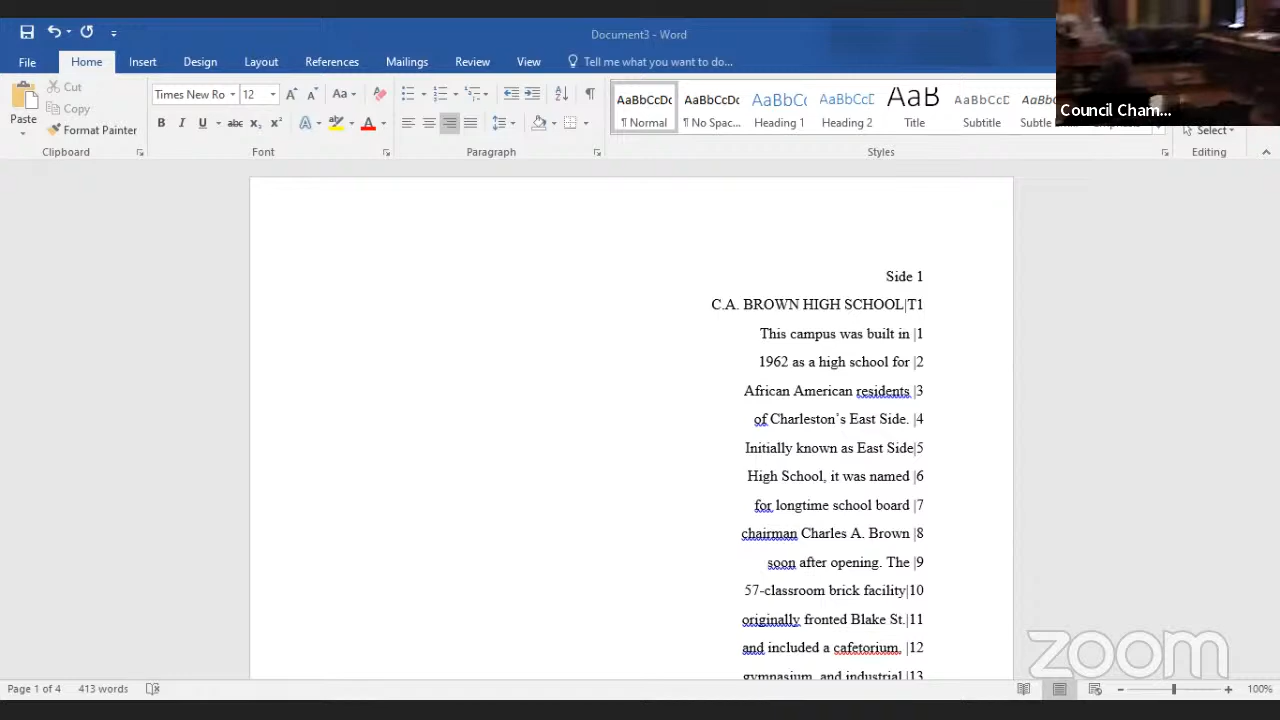 Document3 - Word
File Home Insert Design Layout References Mailings Review View Tell me what you want to do...
Cut
Copy
Paste Format Painter
Clipboard
Times New Ro 12
Font
Paragraph
AaBbCcDc AaBbCcDc AaBbCc AaBbCcD AaB AaBbCcD
¶ Normal ¶ No Spac... Heading 1 Heading 2 Title Subtitle
Styles
Select
Editing
Council Cham...
Side 1
C.A. BROWN HIGH SCHOOL|T1
This campus was built in |1
1962 as a high school for |2
African American residents |3
of Charleston’s East Side. |4
Initially known as East Side|5
High School, it was named |6
for longtime school board |7
chairman Charles A. Brown |8
soon after opening. The |9
57-classroom brick facility|10
originally fronted Blake St.|11
and included a cafetorium, |12
gymnasium, and industrial |13
zoom
Page 1 of 4 413 words
100%